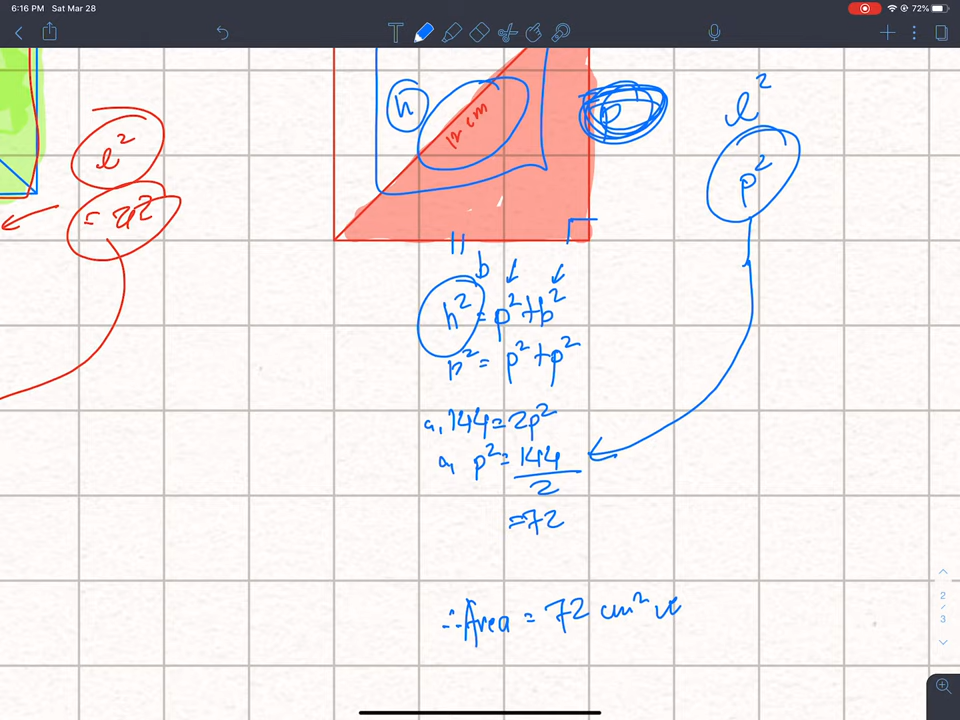 6:16 PM Sat Mar 28
72%
T
h
12 cm
p
l²
p²
l²
= a²
b
h² = p² + b²
p² = p² + p²
a, 144 = 2p²
a, p² = 144
2
= 72
∴ Area = 72 cm²
2
/
3